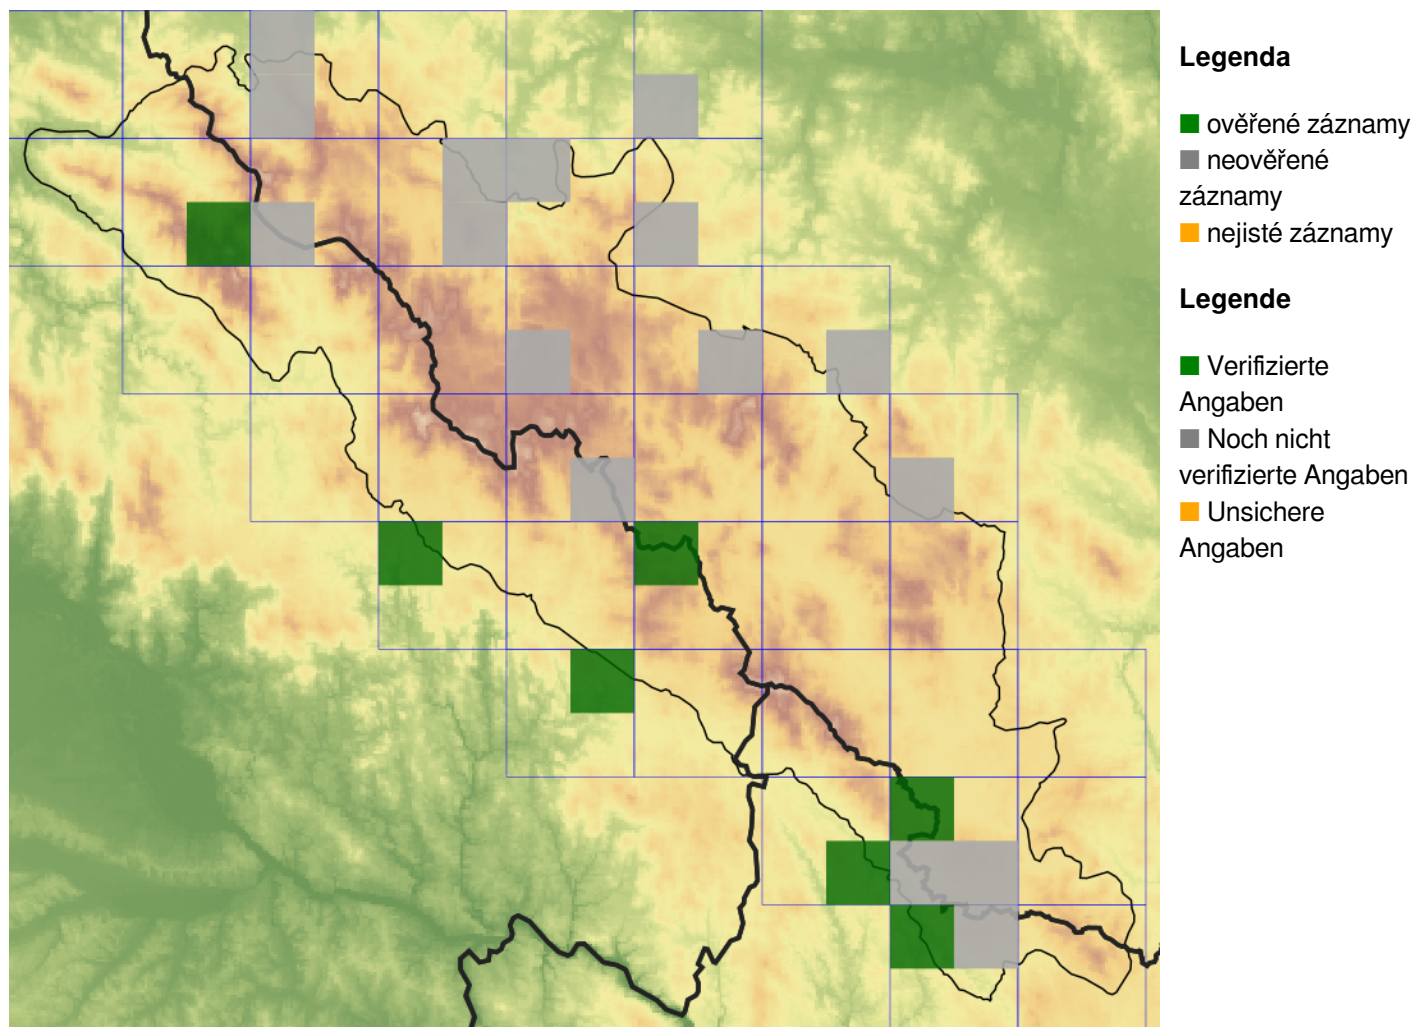 Legenda
ověřené záznamy
neověřené
záznamy
nejisté záznamy
Legende
Verifizierte
Angaben
Noch nicht
verifizierte Angaben
Unsichere
Angaben